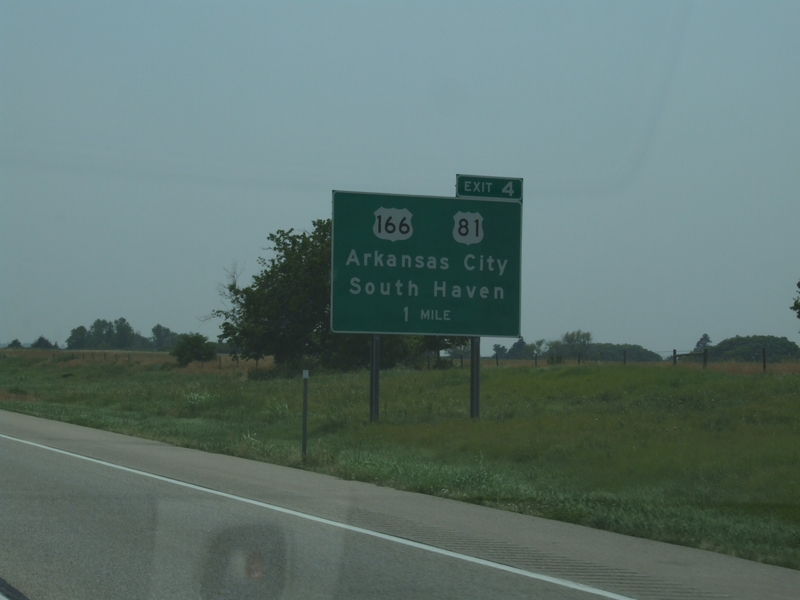 EXIT 4
166 81
Arkansas City
South Haven
1 MILE